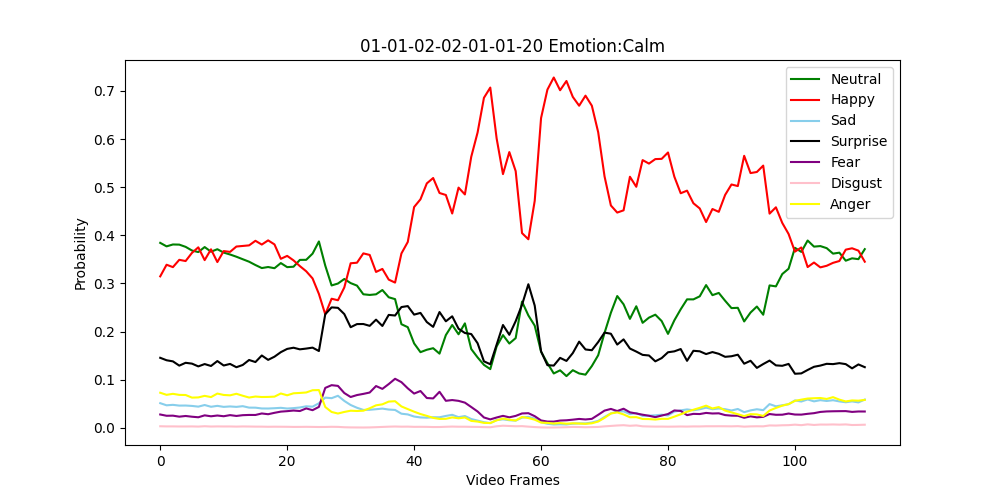 01-01-02-02-01-01-20 Emotion:Calm
Probability
0.7
0.6
0.5
0.4
0.3
0.2
0.1
0.0
0 20 40 60 80 100
Video Frames
Neutral
Happy
Sad
Surprise
Fear
Disgust
Anger